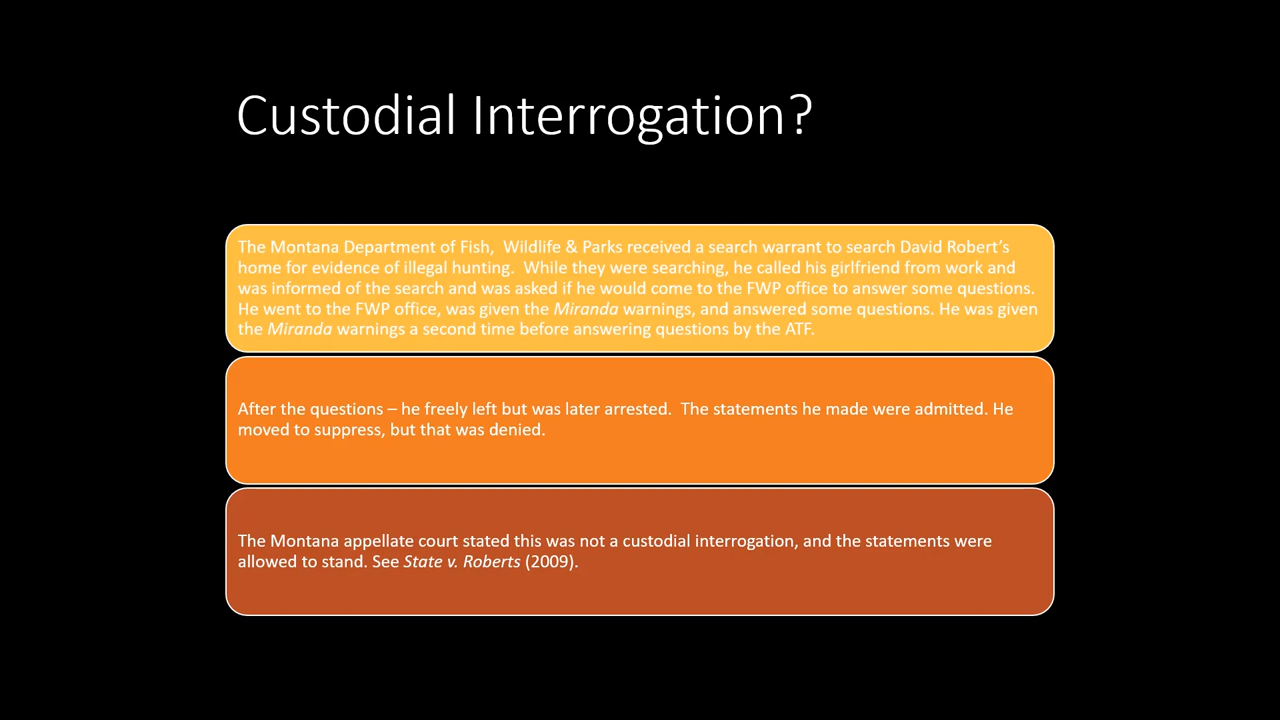 Custodial Interrogation?
The Montana Department of Fish,  Wildlife & Parks received a search warrant to search David Robert’s
home for evidence of illegal hunting.  While they were searching, he called his girlfriend from work and
was informed of the search and was asked if he would come to the FWP office to answer some questions.
He went to the FWP office, was given the Miranda warnings, and answered some questions. He was given
the Miranda warnings a second time before answering questions by the ATF.
After the questions – he freely left but was later arrested.  The statements he made were admitted. He
moved to suppress, but that was denied.
The Montana appellate court stated this was not a custodial interrogation, and the statements were
allowed to stand. See State v. Roberts (2009).